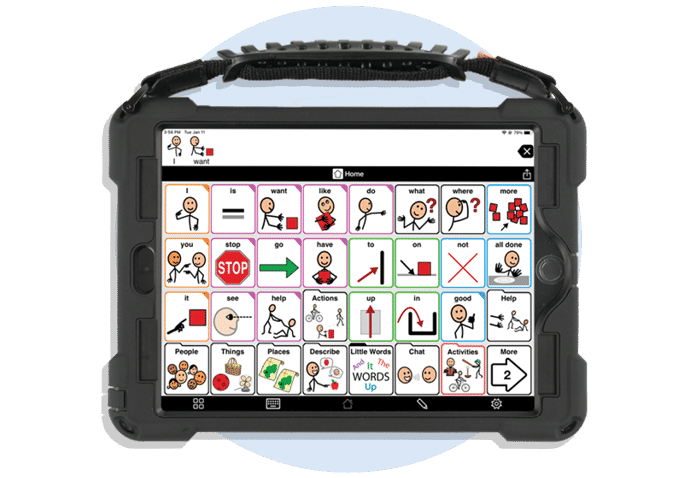 PM Tue Jan 11
I want
Home
I is want like do what where more
you stop go have to on not all done
STOP
it see help Actions up in good Help
People Things Places Describe Little Words Chat Activities More
And It The
WORDS
Up
2